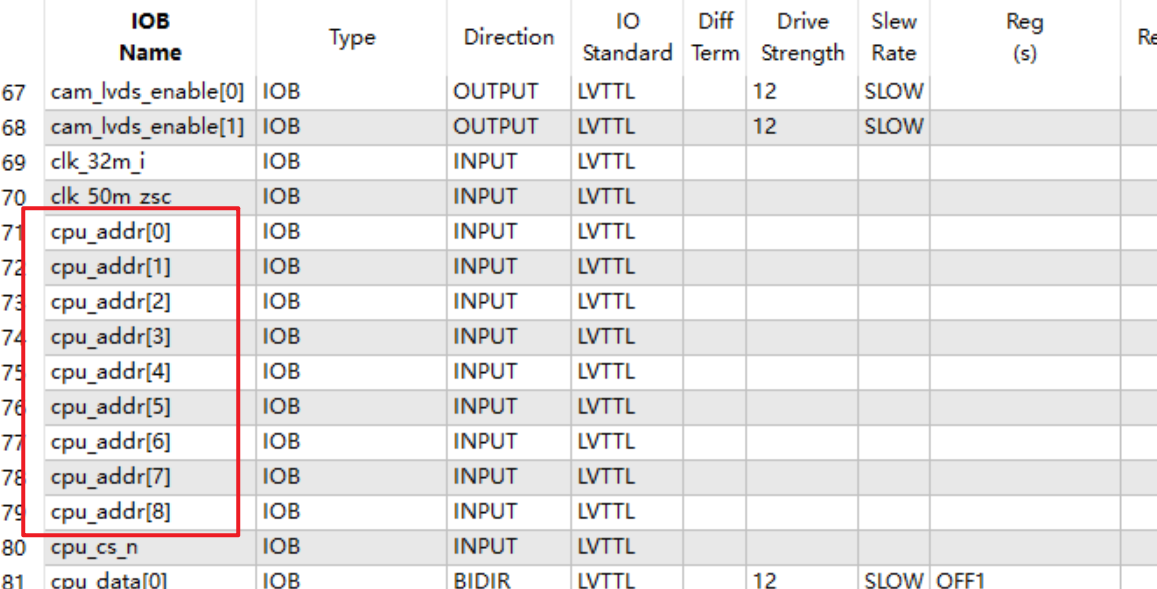 IOB Name Type Direction IO Standard Diff Term Drive Strength Slew Rate Reg (s) Re
67 cam_lvds_enable[0] IOB OUTPUT LVTTL 12 SLOW
68 cam_lvds_enable[1] IOB OUTPUT LVTTL 12 SLOW
69 clk_32m_i IOB INPUT LVTTL
70 clk_50m_zsc IOB INPUT LVTTL
71 cpu_addr[0] IOB INPUT LVTTL
72 cpu_addr[1] IOB INPUT LVTTL
73 cpu_addr[2] IOB INPUT LVTTL
74 cpu_addr[3] IOB INPUT LVTTL
75 cpu_addr[4] IOB INPUT LVTTL
76 cpu_addr[5] IOB INPUT LVTTL
77 cpu_addr[6] IOB INPUT LVTTL
78 cpu_addr[7] IOB INPUT LVTTL
79 cpu_addr[8] IOB INPUT LVTTL
80 cpu_cs_n IOB INPUT LVTTL
81 cpu_data[0] IOB BIDIR LVTTL 12 SLOW OFF1